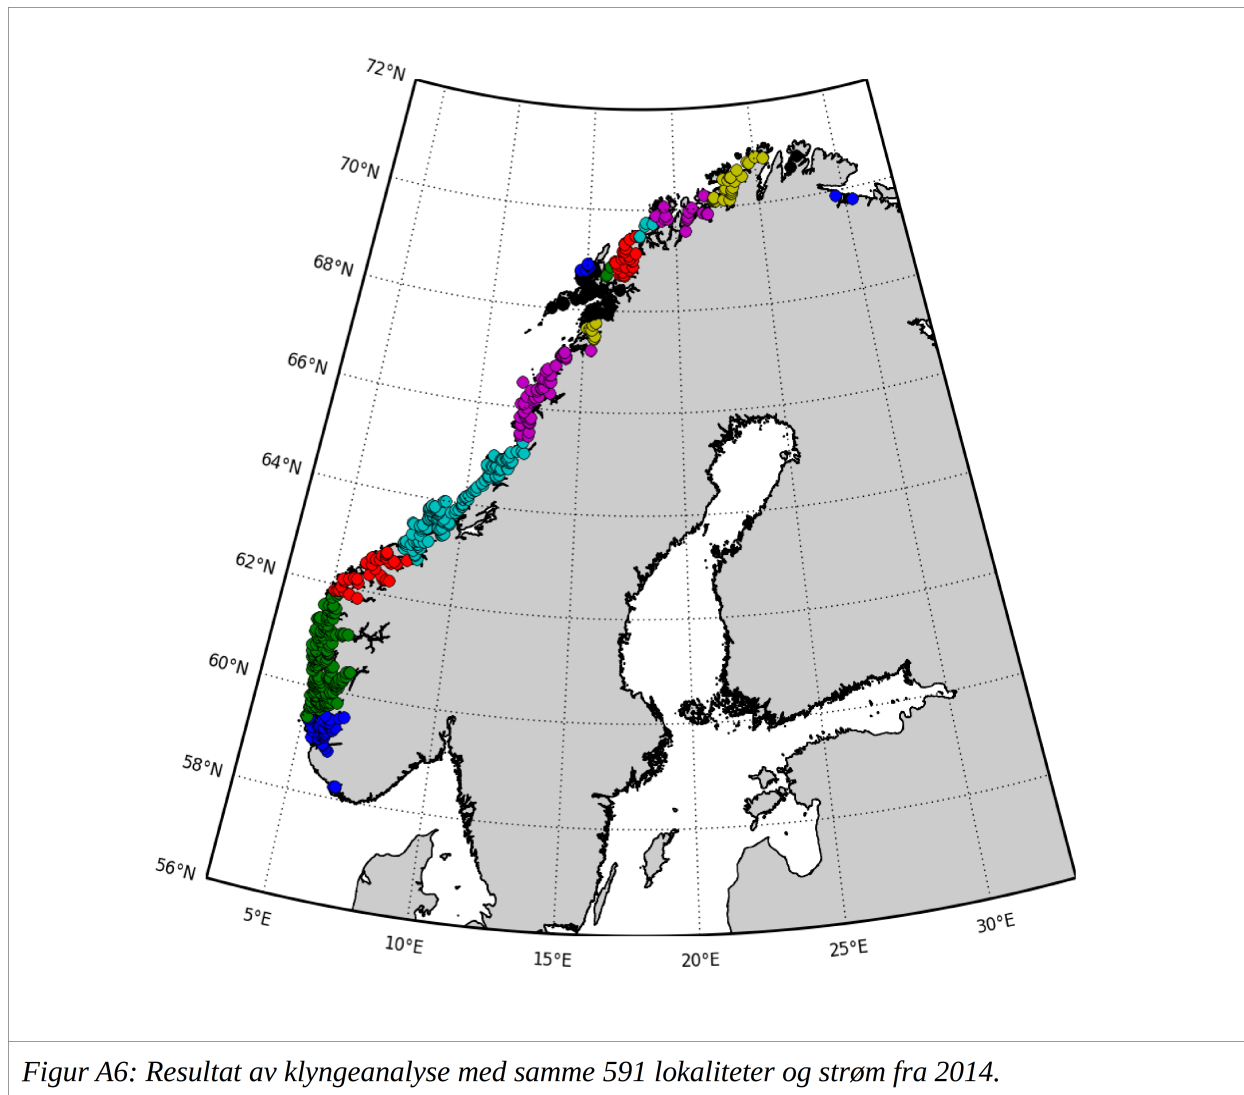 72°N
70°N
68°N
66°N
64°N
62°N
60°N
58°N
56°N
5°E
10°E
15°E
20°E
25°E
30°E
Figur A6: Resultat av klyngeanalyse med samme 591 lokaliteter og strøm fra 2014.